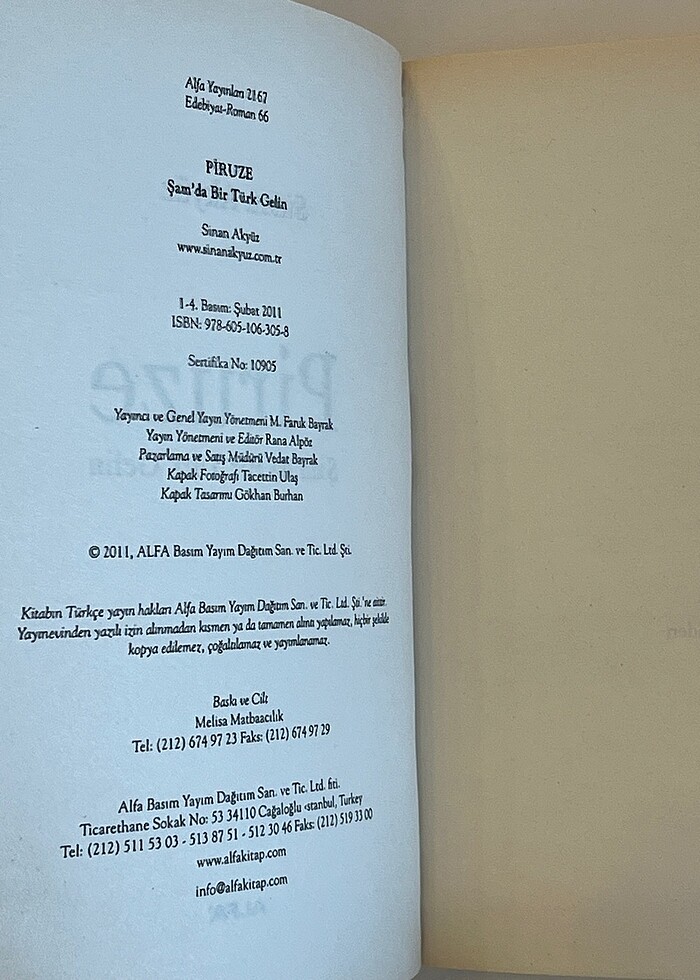 Alfa Yayınları 2167
Edebiyat-Roman 66
PİRUZE
Şam'da Bir Türk Gelin
Sinan Akyüz
www.sinanakyuz.com.tr
1-4. Basım: Şubat 2011
ISBN: 978-605-106-305-8
Sertifika No: 10905
Yayıncı ve Genel Yayın Yönetmeni M. Faruk Bayrak
Yayın Yönetmeni ve Editör Rana Alpöz
Pazarlama ve Satış Müdürü Vedat Bayrak
Kapak Fotoğrafı Tacettin Ulaş
Kapak Tasarımı Gökhan Burhan
© 2011, ALFA Basım Yayım Dağıtım San. ve Tic. Ltd. Şti.
Kitabın Türkçe yayın hakları Alfa Basım Yayım Dağıtım San. ve Tic. Ltd. Şti.'ne aittir.
Yayınevinden yazılı izin alınmadan kısmen ya da tamamen alıntı yapılamaz, hiçbir şekilde
kopya edilemez, çoğaltılamaz ve yayımlanamaz.
Baskı ve Cilt
Melisa Matbaacılık
Tel: (212) 674 97 23 Faks: (212) 674 97 29
Alfa Basım Yayım Dağıtım San. ve Tic. Ltd. fiti.
Ticarethane Sokak No: 53 34110 Cağaloğlu ‹stanbul, Turkey
Tel: (212) 511 53 03 - 513 87 51 - 512 30 46 Faks: (212) 519 33 00
www.alfakitap.com
info@alfakitap.com